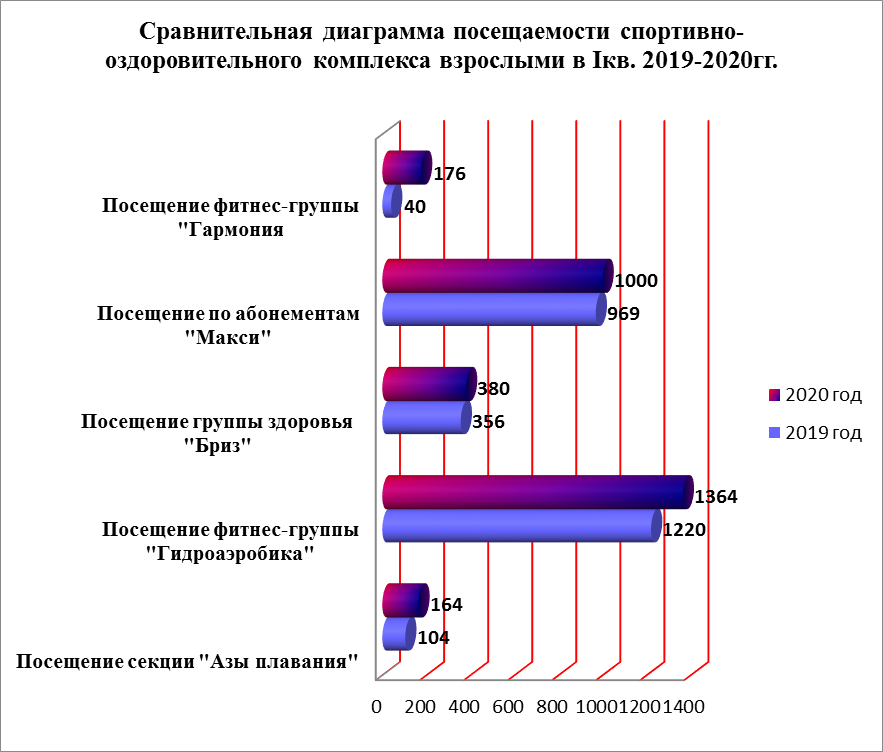 Сравнительная диаграмма посещаемости спортивно-
оздоровительного комплекса взрослыми в Iкв. 2019-2020гг.
176
40
Посещение фитнес-группы
"Гармония
1000
969
Посещение по абонементам
"Макси"
380
356
Посещение группы здоровья
"Бриз"
1364
1220
Посещение фитнес-группы
"Гидроаэробика"
164
104
Посещение секции "Азы плавания"
0 200 400 600 800 1000 1200 1400
2020 год
2019 год